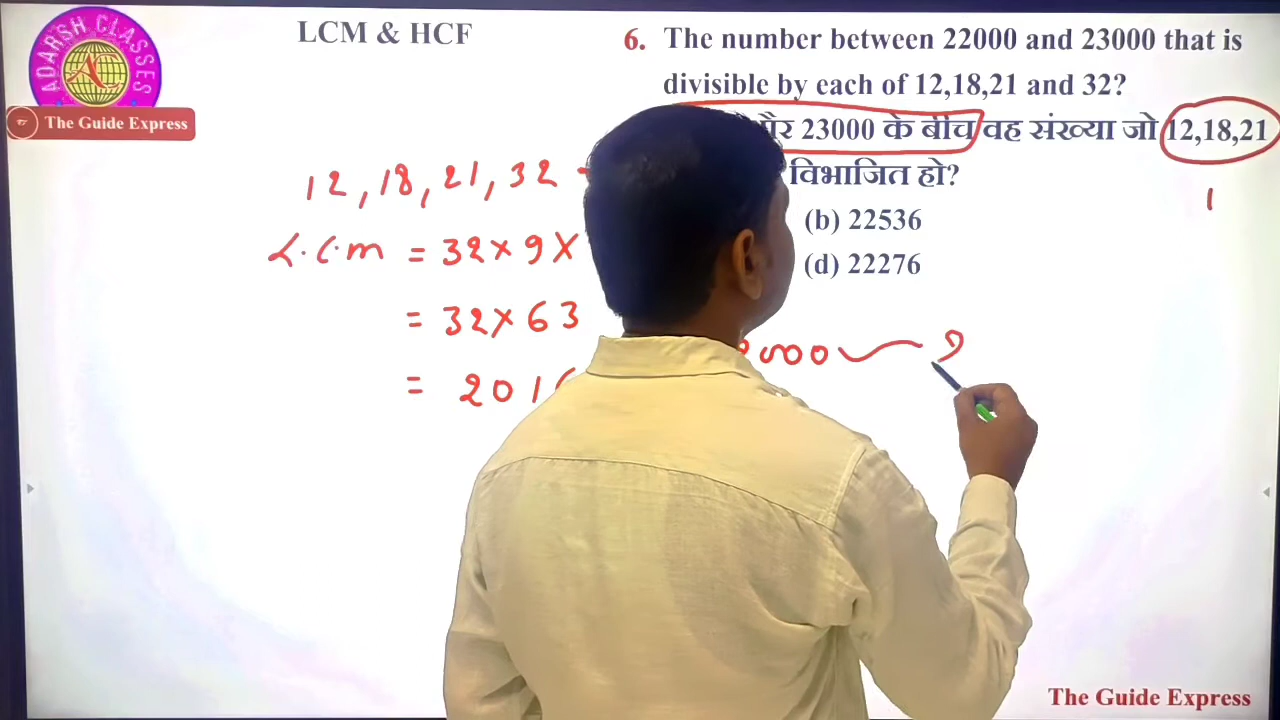 ADARSH CLASSES
The Guide Express
LCM & HCF
6. The number between 22000 and 23000 that is
divisible by each of 12,18,21 and 32?
23000 के बीच वह संख्या जो 12,18,21
विभाजित हो?
(b) 22536
(d) 22276
12, 18, 21, 32
L.C.M = 32 × 9 ×
= 32 × 63
= 201
The Guide Express